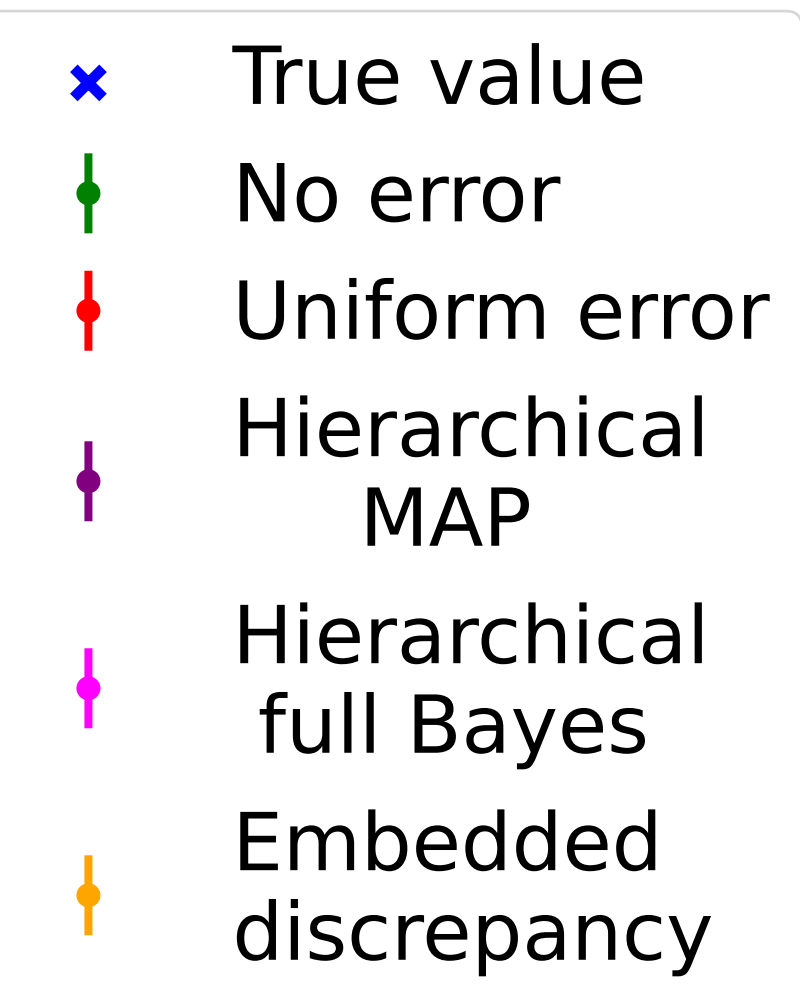 True value
No error
Uniform error
Hierarchical
MAP
Hierarchical
full Bayes
Embedded
discrepancy